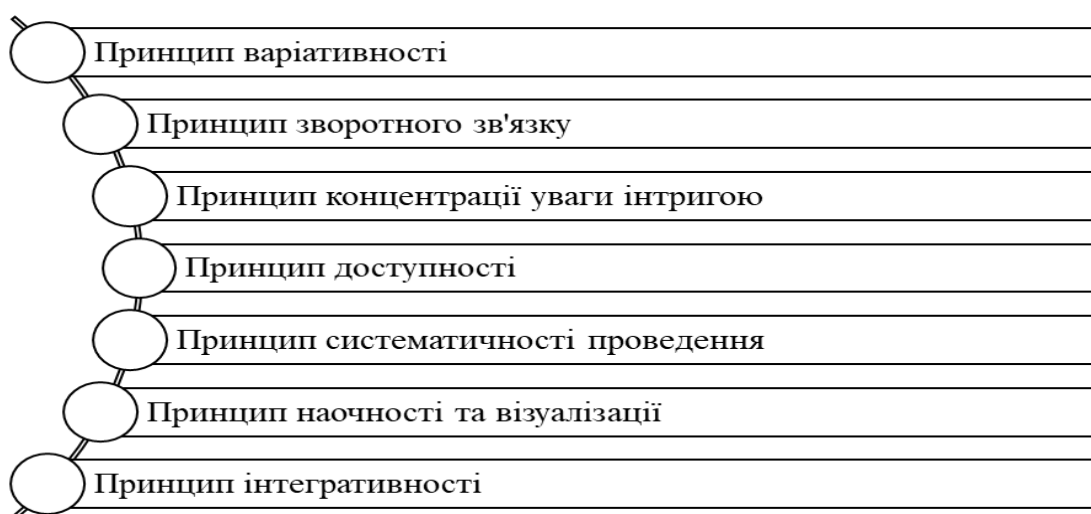 Принцип варіативності
Принцип зворотного зв'язку
Принцип концентрації уваги інтригою
Принцип доступності
Принцип систематичності проведення
Принцип наочності та візуалізації
Принцип інтегративності